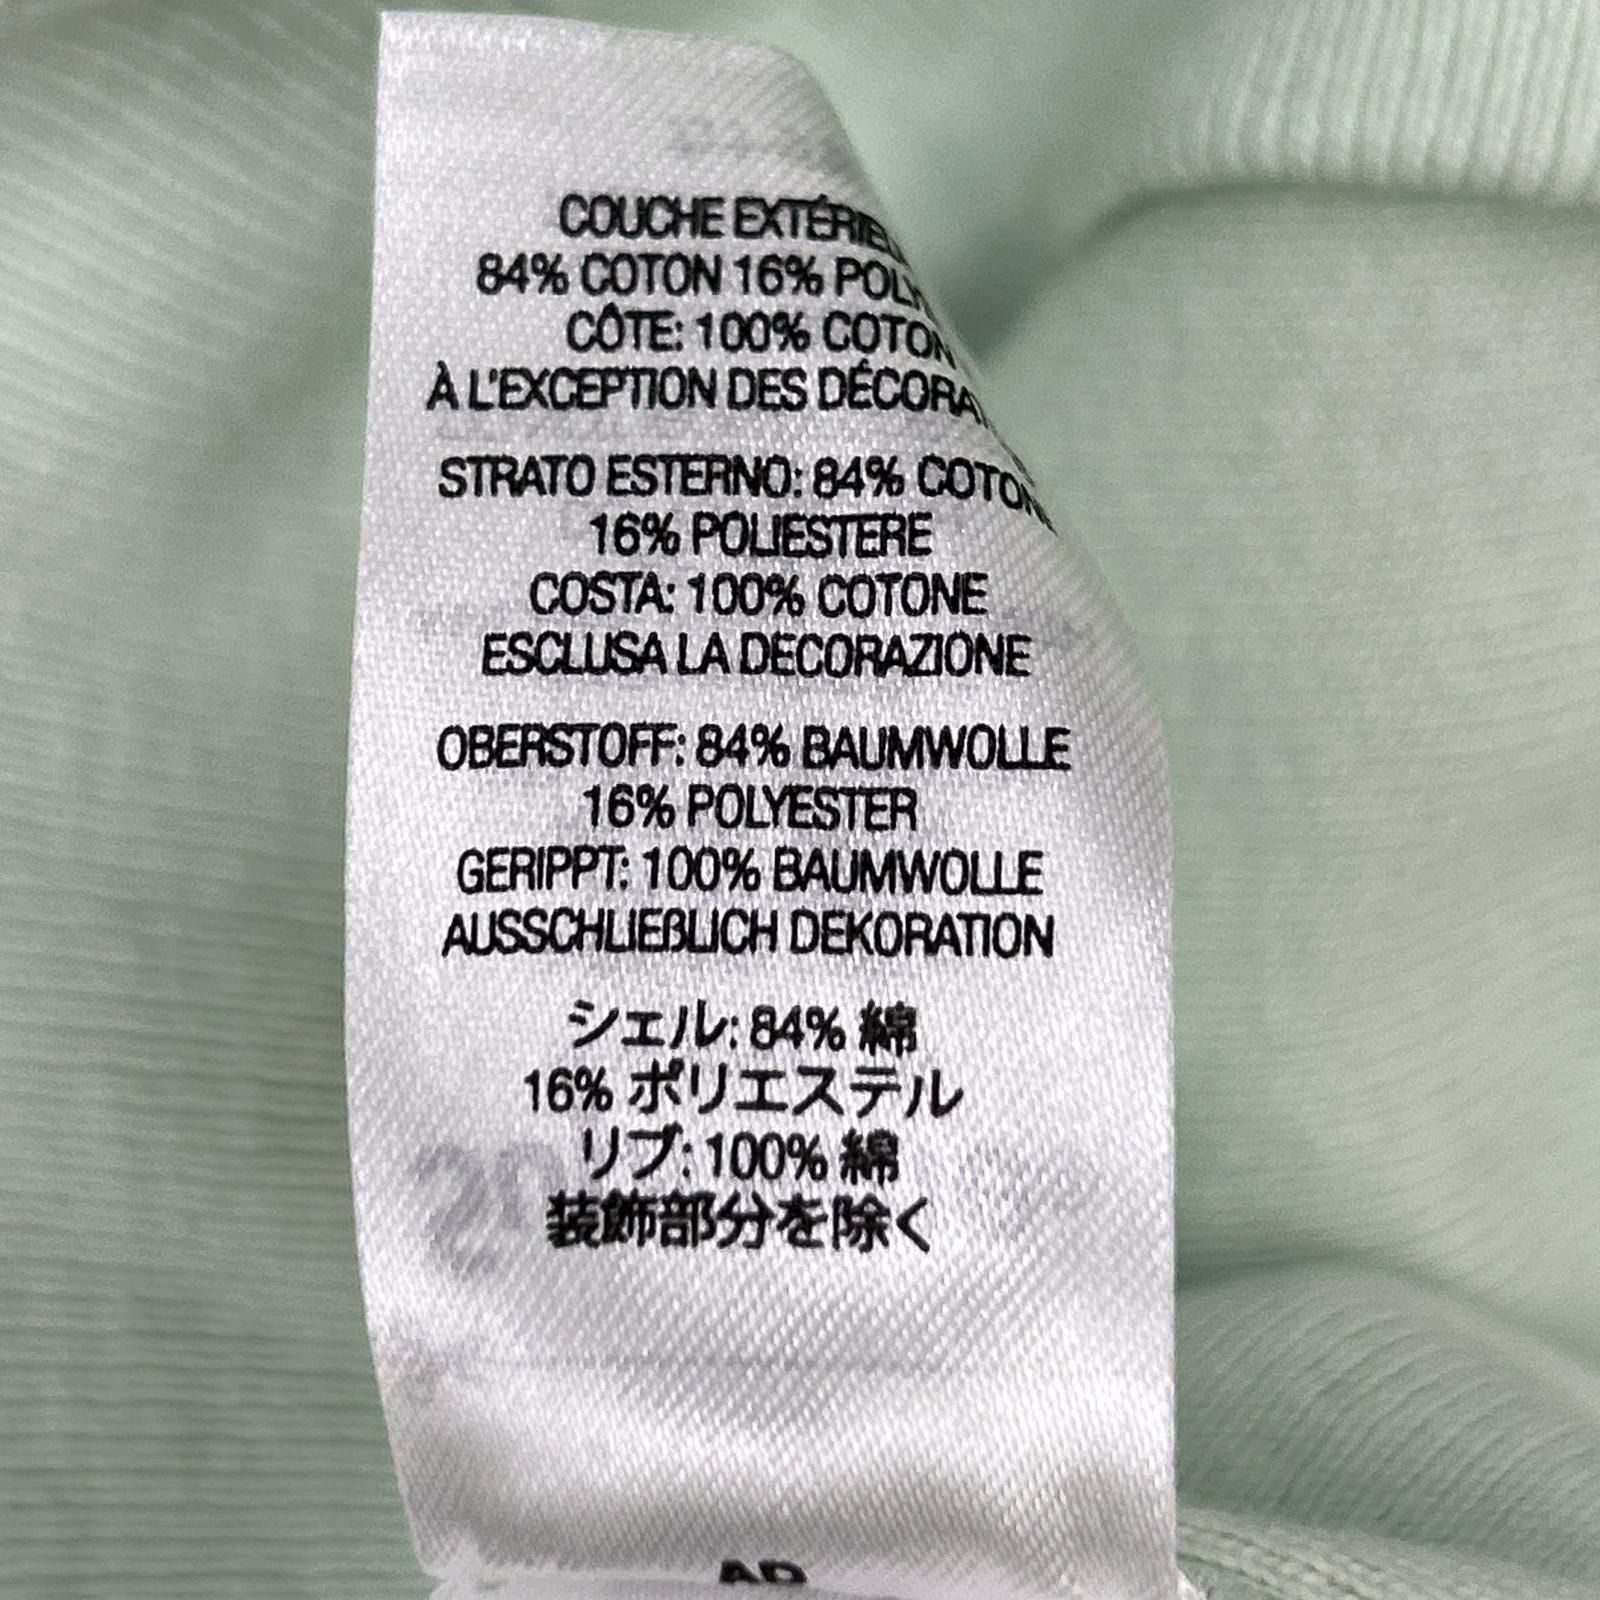 COUCHE EXTÉRIEU
84% COTON 16% POLY
CÔTE: 100% COTON
À L'EXCEPTION DES DÉCORA
STRATO ESTERNO: 84% COTON
16% POLIESTERE
COSTA: 100% COTONE
ESCLUSA LA DECORAZIONE
OBERSTOFF: 84% BAUMWOLLE
16% POLYESTER
GERIPPT: 100% BAUMWOLLE
AUSSCHLIEßLICH DEKORATION
シェル: 84% 綿
16% ポリエステル
リブ: 100% 綿
装飾部分を除く